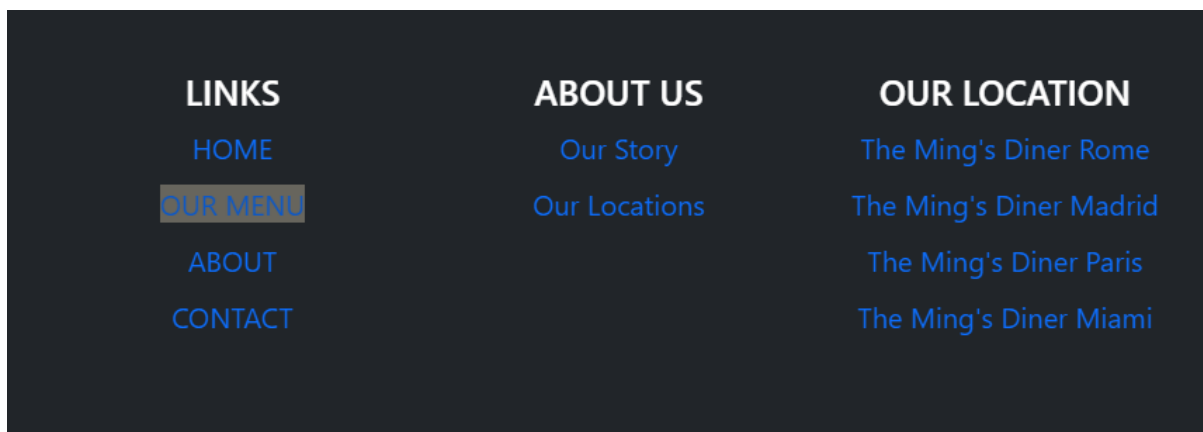 LINKS
HOME
OUR MENU
ABOUT
CONTACT
ABOUT US
Our Story
Our Locations
OUR LOCATION
The Ming's Diner Rome
The Ming's Diner Madrid
The Ming's Diner Paris
The Ming's Diner Miami